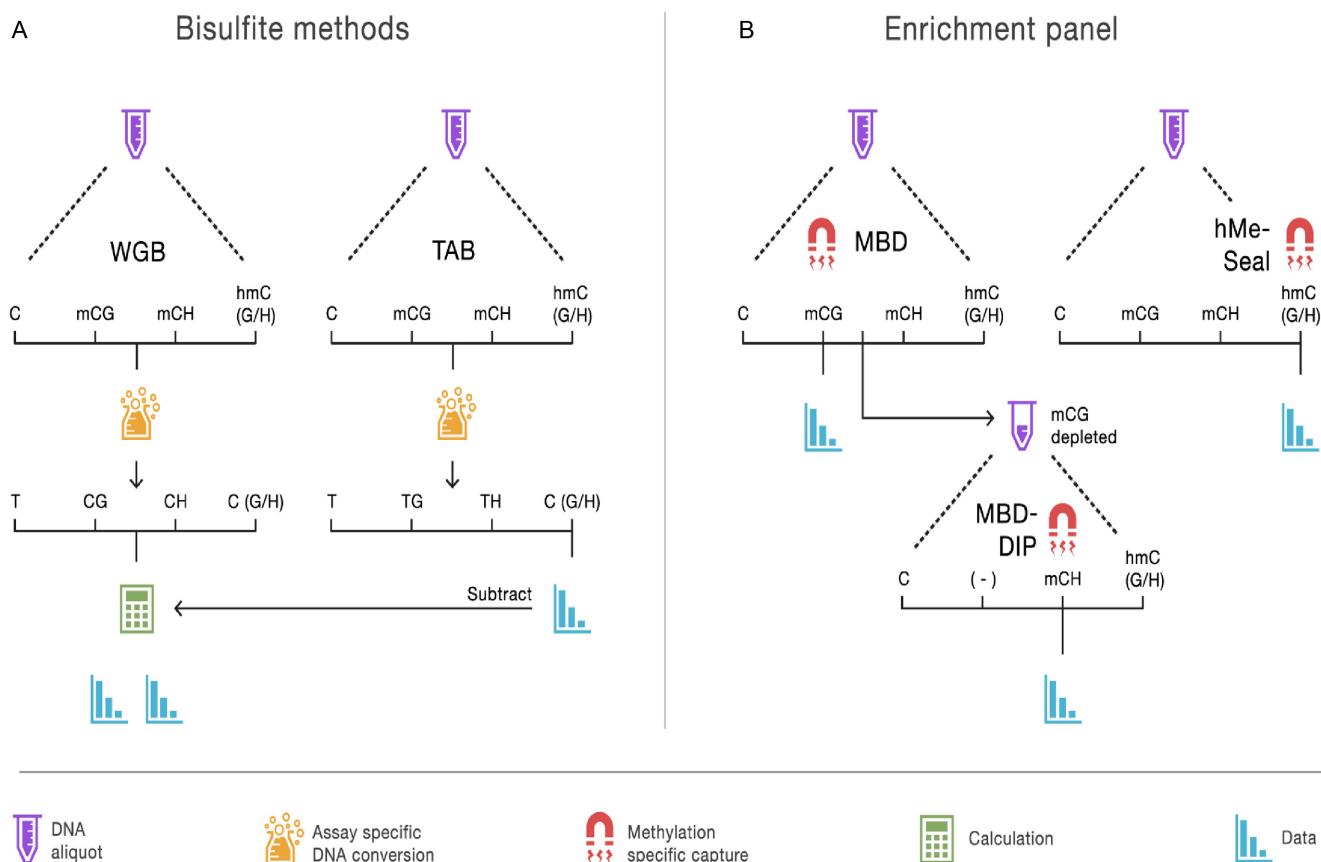 A
Bisulfite methods
WGB
C mCG mCH hmC
(G/H)
T CG CH C (G/H)
TAB
C mCG mCH hmC
(G/H)
T TG TH C (G/H)
Subtract
B
Enrichment panel
MBD
C mCG mCH hmC
(G/H)
hMe-
Seal
C mCG mCH hmC
(G/H)
mCG
depleted
MBD-
DIP
C (-) mCH hmC
(G/H)
DNA
aliquot
Assay specific
DNA conversion
Methylation
specific capture
Calculation
Data